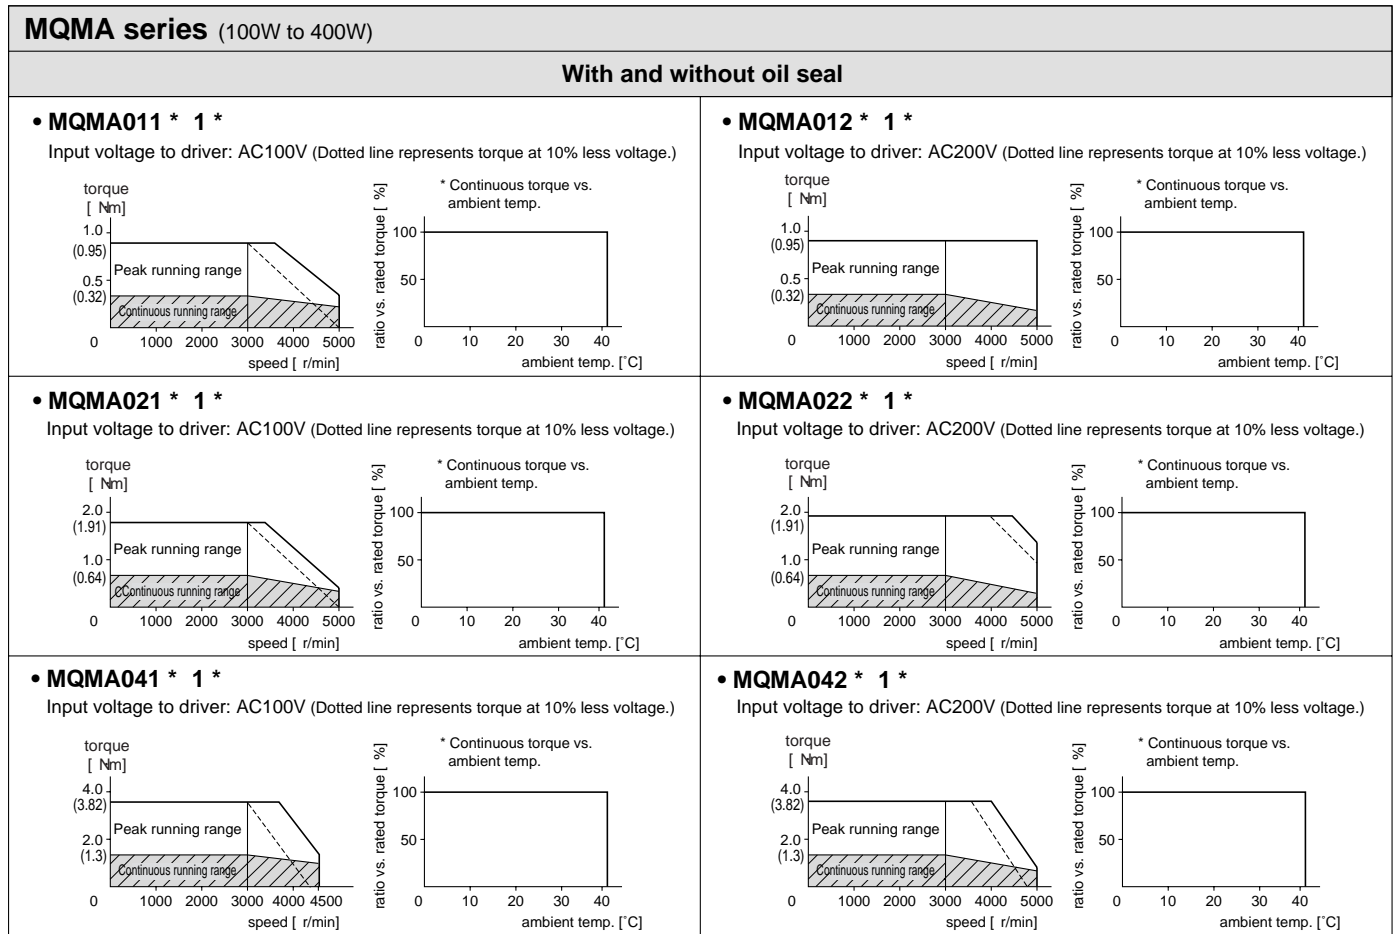 MQMA series (100W to 400W)
With and without oil seal
• MQMA011 * 1 *
Input voltage to driver: AC100V (Dotted line represents torque at 10% less voltage.)
torque
[ Nm]
1.0
(0.95)
0.5
(0.32)
Peak running range
Continuous running range
0 1000 2000 3000 4000 5000
speed [ r/min]
ratio vs. rated torque [ %]
* Continuous torque vs.
ambient temp.
100
50
0 10 20 30 40
ambient temp. [˚C]
• MQMA012 * 1 *
Input voltage to driver: AC200V (Dotted line represents torque at 10% less voltage.)
torque
[ Nm]
1.0
(0.95)
0.5
(0.32)
Peak running range
Continuous running range
0 1000 2000 3000 4000 5000
speed [ r/min]
ratio vs. rated torque [ %]
* Continuous torque vs.
ambient temp.
100
50
0 10 20 30 40
ambient temp. [˚C]
• MQMA021 * 1 *
Input voltage to driver: AC100V (Dotted line represents torque at 10% less voltage.)
torque
[ Nm]
2.0
(1.91)
1.0
(0.64)
Peak running range
CContinuous running range
0 1000 2000 3000 4000 5000
speed [ r/min]
ratio vs. rated torque [ %]
* Continuous torque vs.
ambient temp.
100
50
0 10 20 30 40
ambient temp. [˚C]
• MQMA022 * 1 *
Input voltage to driver: AC200V (Dotted line represents torque at 10% less voltage.)
torque
[ Nm]
2.0
(1.91)
1.0
(0.64)
Peak running range
Continuous running range
0 1000 2000 3000 4000 5000
speed [ r/min]
ratio vs. rated torque [ %]
* Continuous torque vs.
ambient temp.
100
50
0 10 20 30 40
ambient temp. [˚C]
• MQMA041 * 1 *
Input voltage to driver: AC100V (Dotted line represents torque at 10% less voltage.)
torque
[ Nm]
4.0
(3.82)
2.0
(1.3)
Peak running range
Continuous running range
0 1000 2000 3000 4000 4500
speed [ r/min]
ratio vs. rated torque [ %]
* Continuous torque vs.
ambient temp.
100
50
0 10 20 30 40
ambient temp. [˚C]
• MQMA042 * 1 *
Input voltage to driver: AC200V (Dotted line represents torque at 10% less voltage.)
torque
[ Nm]
4.0
(3.82)
2.0
(1.3)
Peak running range
Continuous running range
0 1000 2000 3000 4000 5000
speed [ r/min]
ratio vs. rated torque [ %]
* Continuous torque vs.
ambient temp.
100
50
0 10 20 30 40
ambient temp. [˚C]